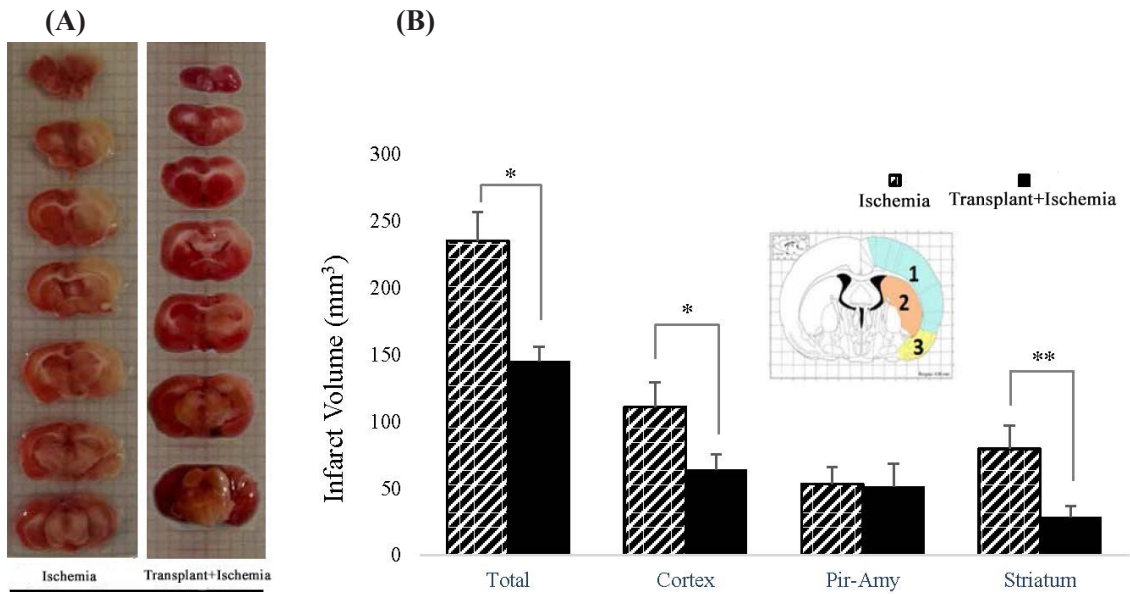 (A)
(B)
Ischemia
Transplant+Ischemia
Infarct Volume (mm³)
300
250
200
150
100
50
0
*
*
**
Ischemia
Transplant+Ischemia
1
2
3
Total
Cortex
Pir-Amy
Striatum